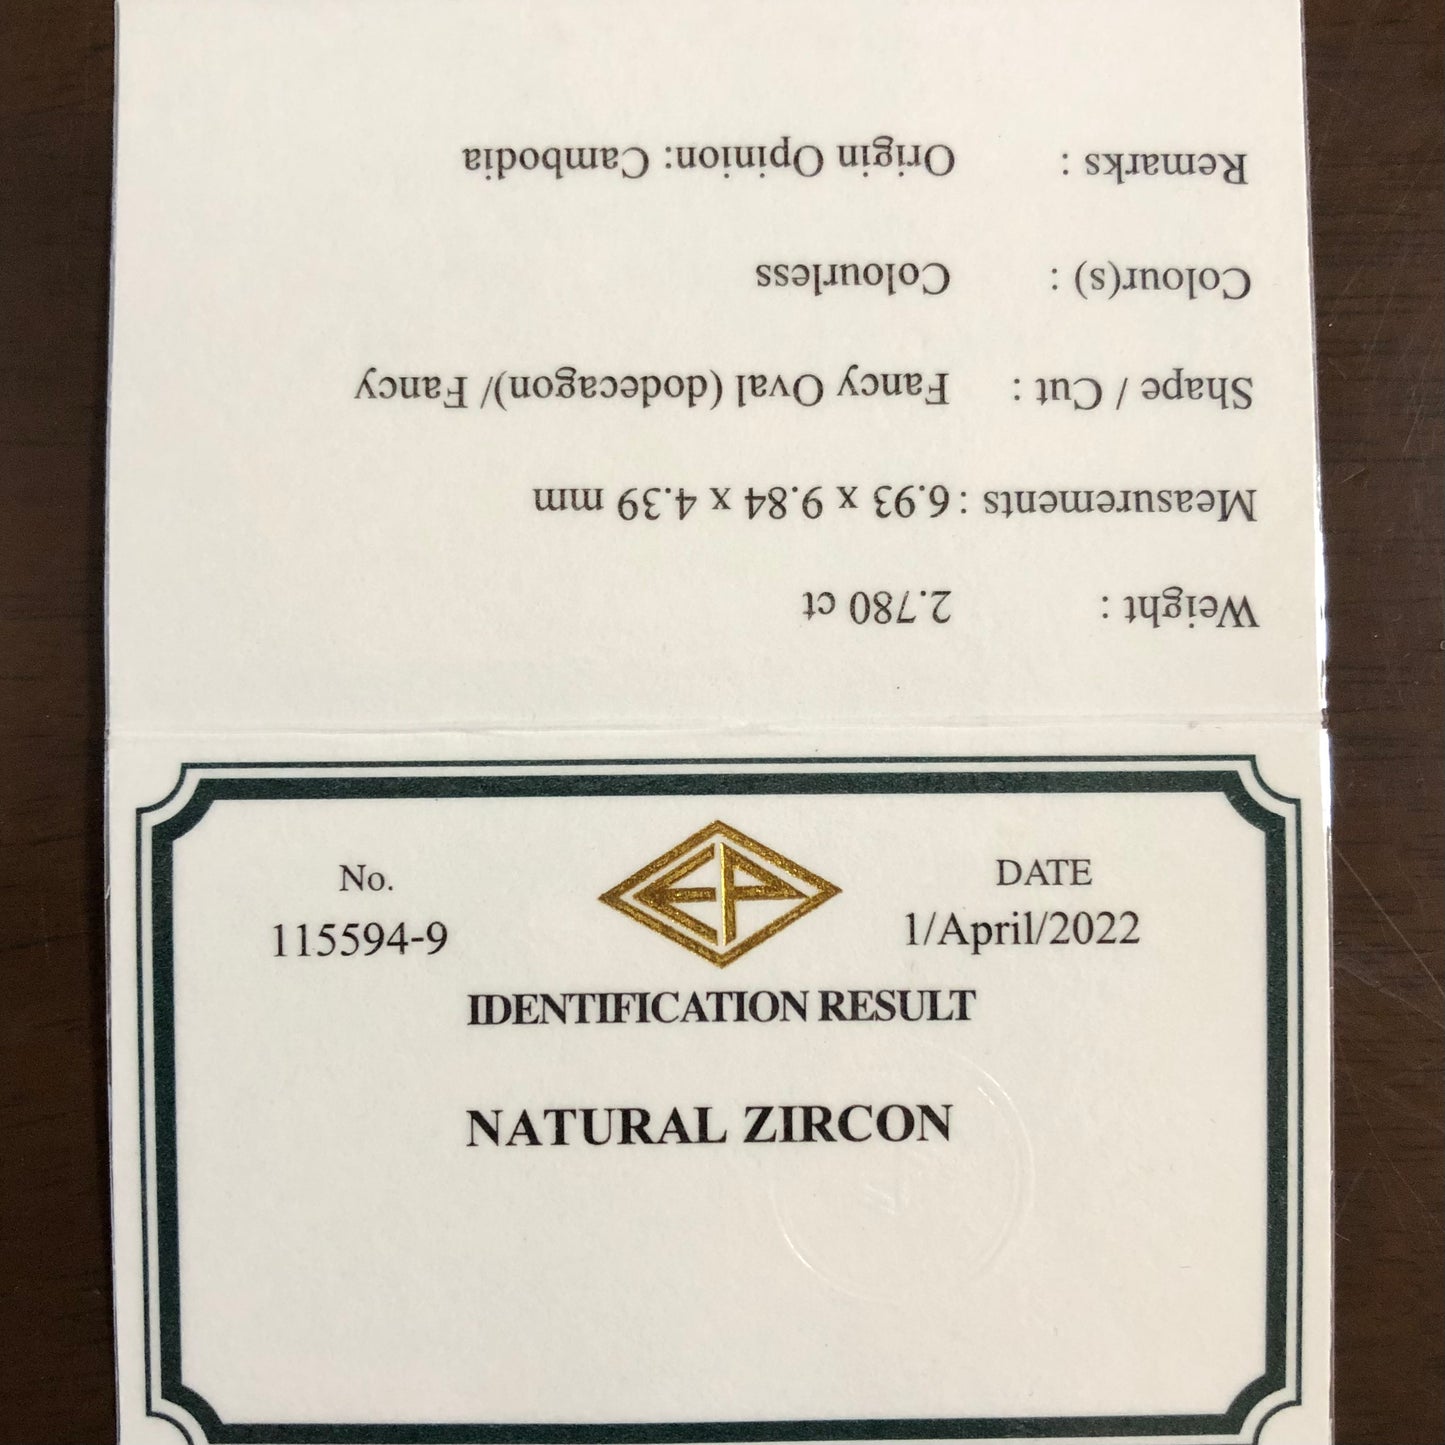 No.
115594-9
EP
DATE
1/April/2022
IDENTIFICATION RESULT
NATURAL ZIRCON
Weight : 2.780 ct
Measurements : 6.93 x 9.84 x 4.39 mm
Shape / Cut : Fancy Oval (dodecagon)/ Fancy
Colour(s) : Colourless
Remarks : Origin Opinion: Cambodia